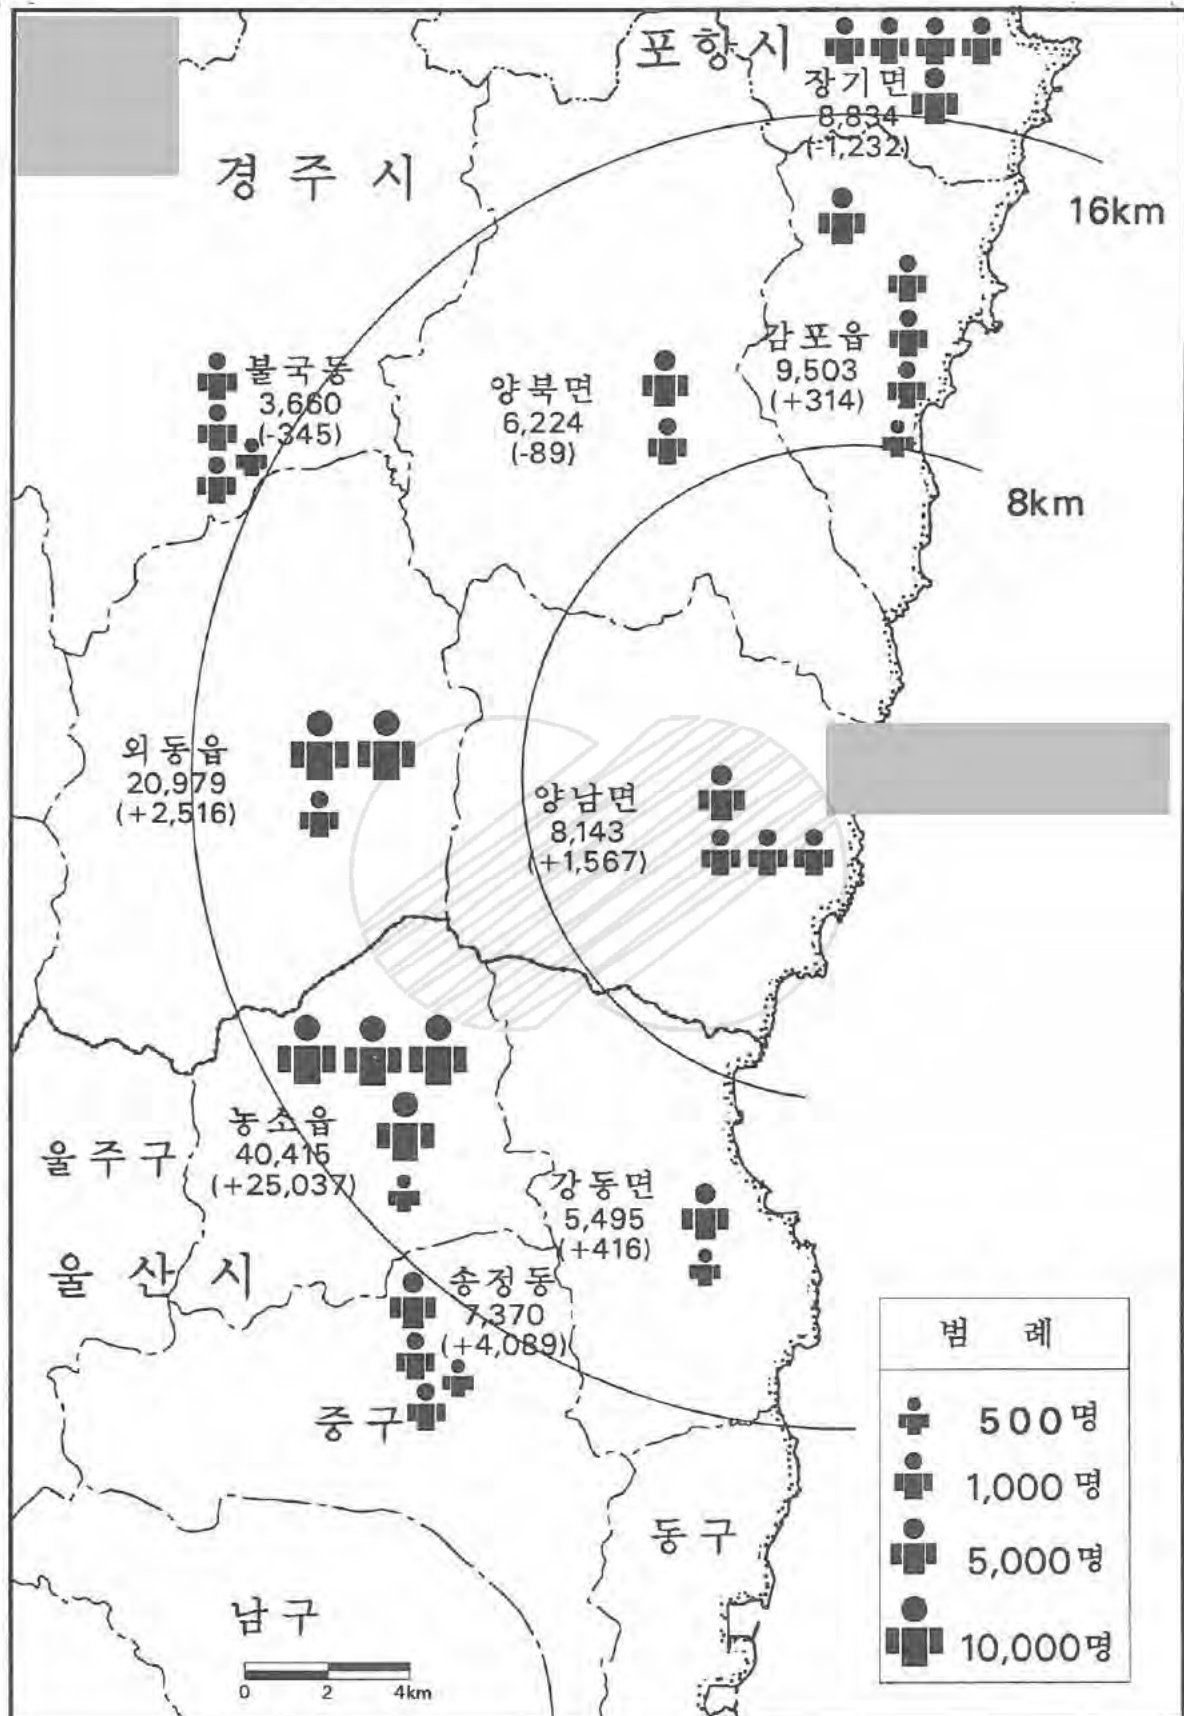 포항시
장기면
8,834
(-1,232)
경주시
16km
불국동
3,660
(-345)
양북면
6,224
(-89)
감포읍
9,503
(+314)
8km
외동읍
20,979
(+2,516)
양남면
8,143
(+1,567)
농소읍
40,415
(+25,037)
울주구
강동면
5,495
(+416)
울산시
송정동
7,370
(+4,089)
중구
동구
남구
0 2 4km
범 례
500명
1,000명
5,000명
10,000명